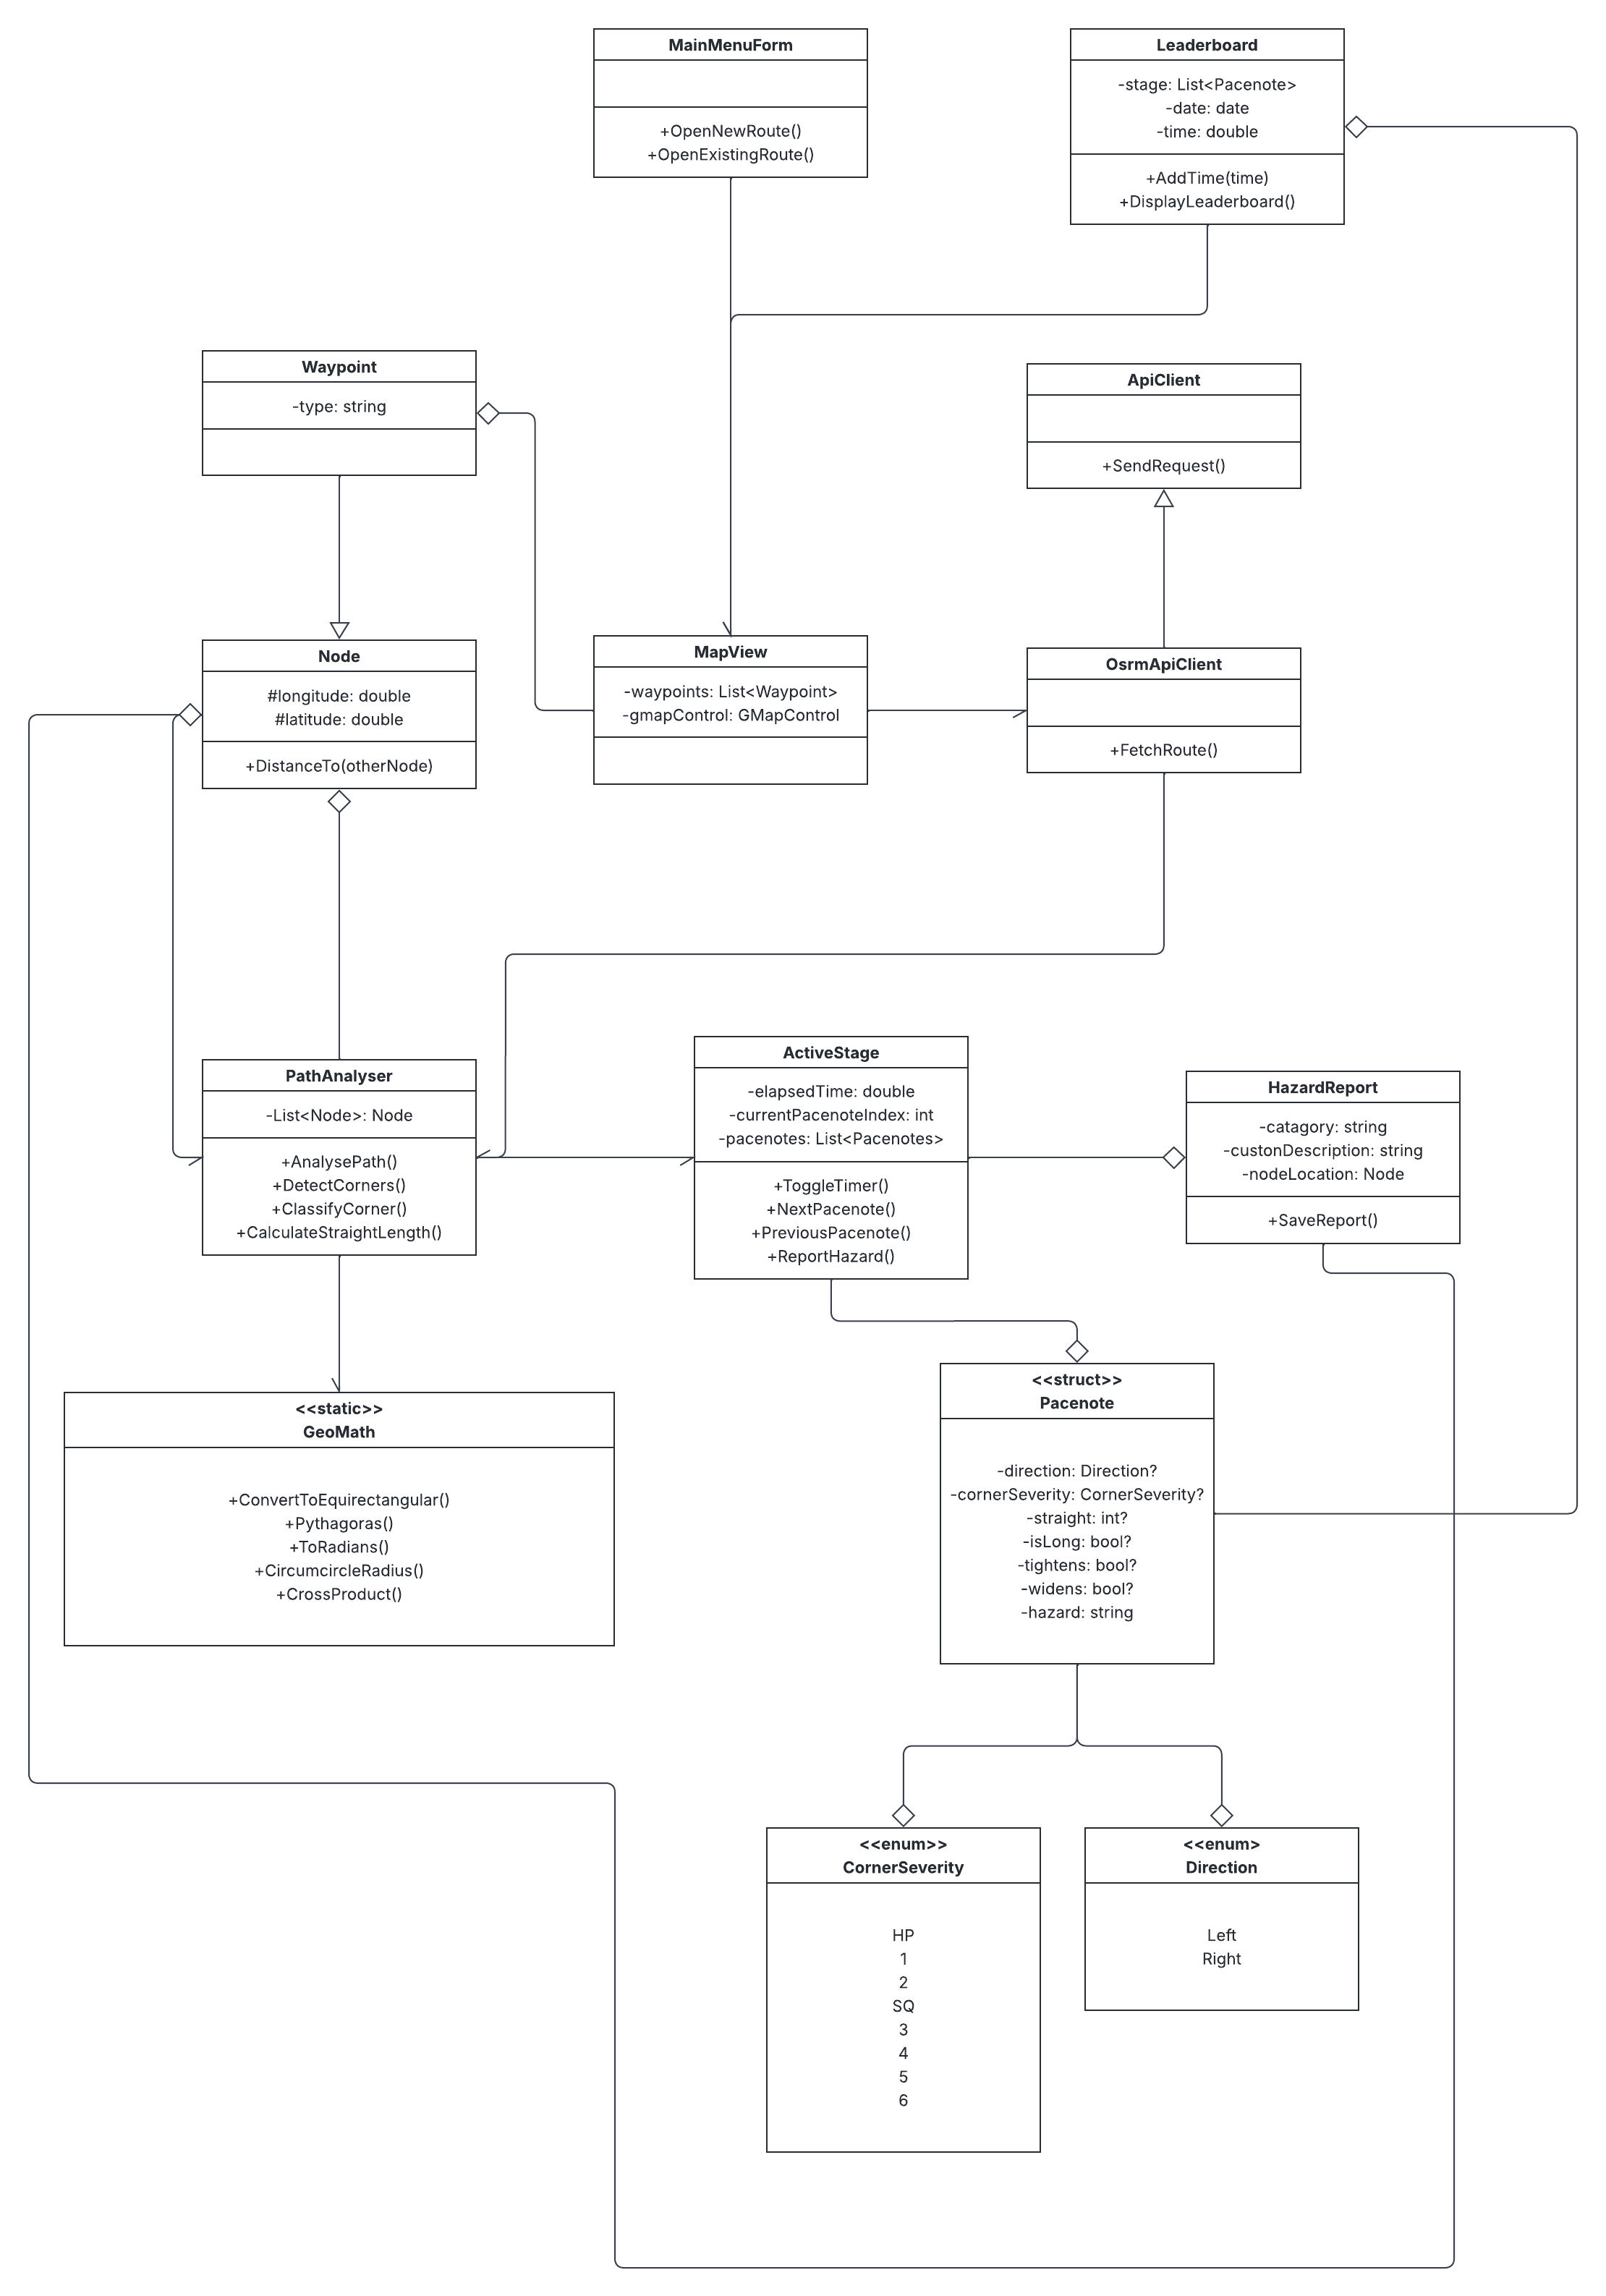 MainMenuForm
+OpenNewRoute()
+OpenExistingRoute()
Leaderboard
-stage: List<Pacenote>
-date: date
-time: double
+AddTime(time)
+DisplayLeaderboard()
Waypoint
-type: string
ApiClient
+SendRequest()
Node
#longitude: double
#latitude: double
+DistanceTo(otherNode)
MapView
-waypoints: List<Waypoint>
-gmapControl: GMapControl
OsrmApiClient
+FetchRoute()
PathAnalyser
-List<Node>: Node
+AnalysePath()
+DetectCorners()
+ClassifyCorner()
+CalculateStraightLength()
ActiveStage
-elapsedTime: double
-currentPacenoteIndex: int
-pacenotes: List<Pacenotes>
+ToggleTimer()
+NextPacenote()
+PreviousPacenote()
+ReportHazard()
HazardReport
-catagory: string
-custonDescription: string
-nodeLocation: Node
+SaveReport()
<<static>>
GeoMath
+ConvertToEquirectangular()
+Pythagoras()
+ToRadians()
+CircumcircleRadius()
+CrossProduct()
<<struct>>
Pacenote
-direction: Direction?
-cornerSeverity: CornerSeverity?
-straight: int?
-isLong: bool?
-tightens: bool?
-widens: bool?
-hazard: string
<<enum>>
CornerSeverity
HP
1
2
SQ
3
4
5
6
<<enum>
Direction
Left
Right